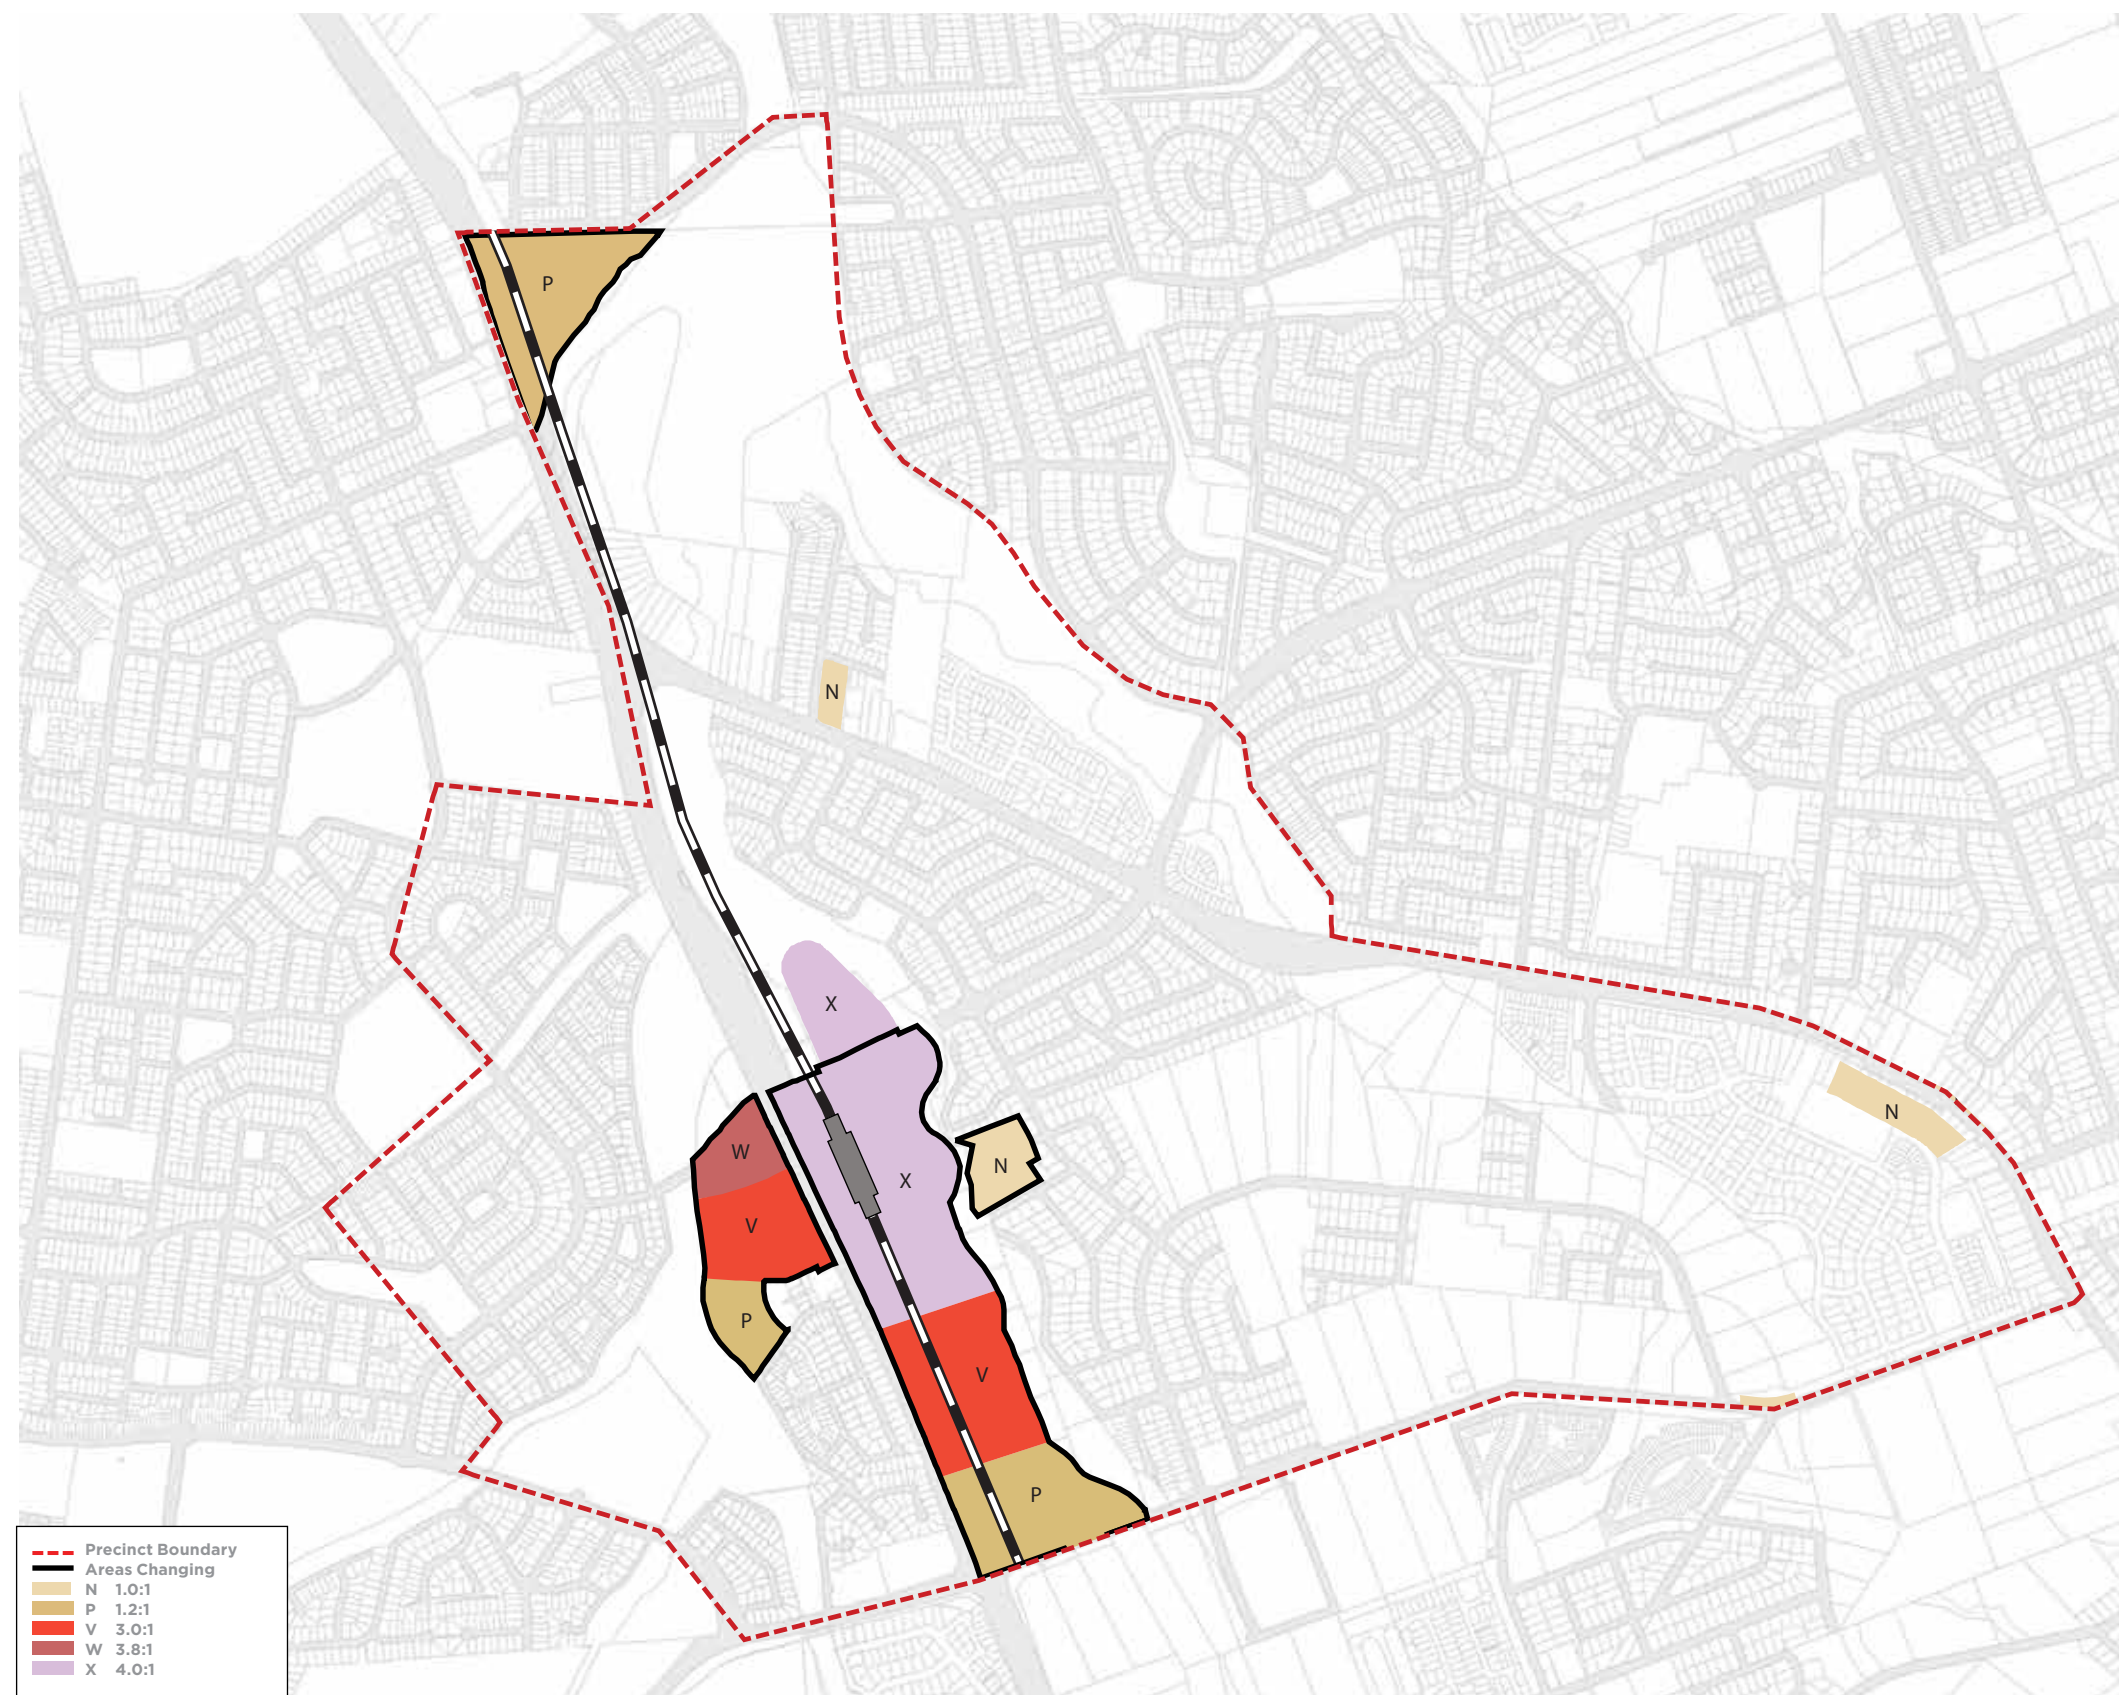 P
N
X
N
W
N
X
V
P
V
P
Precinct Boundary
Areas Changing
N 1.0:1
P 1.2:1
V 3.0:1
W 3.8:1
X 4.0:1